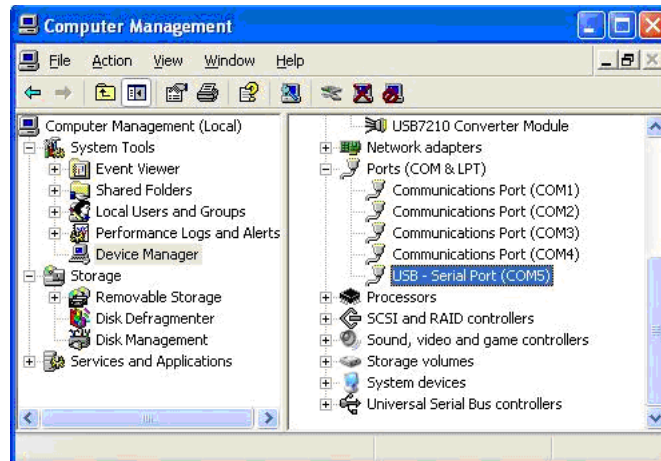 Computer Management
File Action View Window Help
Computer Management (Local)
System Tools
Event Viewer
Shared Folders
Local Users and Groups
Performance Logs and Alerts
Device Manager
Storage
Removable Storage
Disk Defragmenter
Disk Management
Services and Applications
USB7210 Converter Module
Network adapters
Ports (COM & LPT)
Communications Port (COM1)
Communications Port (COM2)
Communications Port (COM3)
Communications Port (COM4)
USB - Serial Port (COM5)
Processors
SCSI and RAID controllers
Sound, video and game controllers
Storage volumes
System devices
Universal Serial Bus controllers